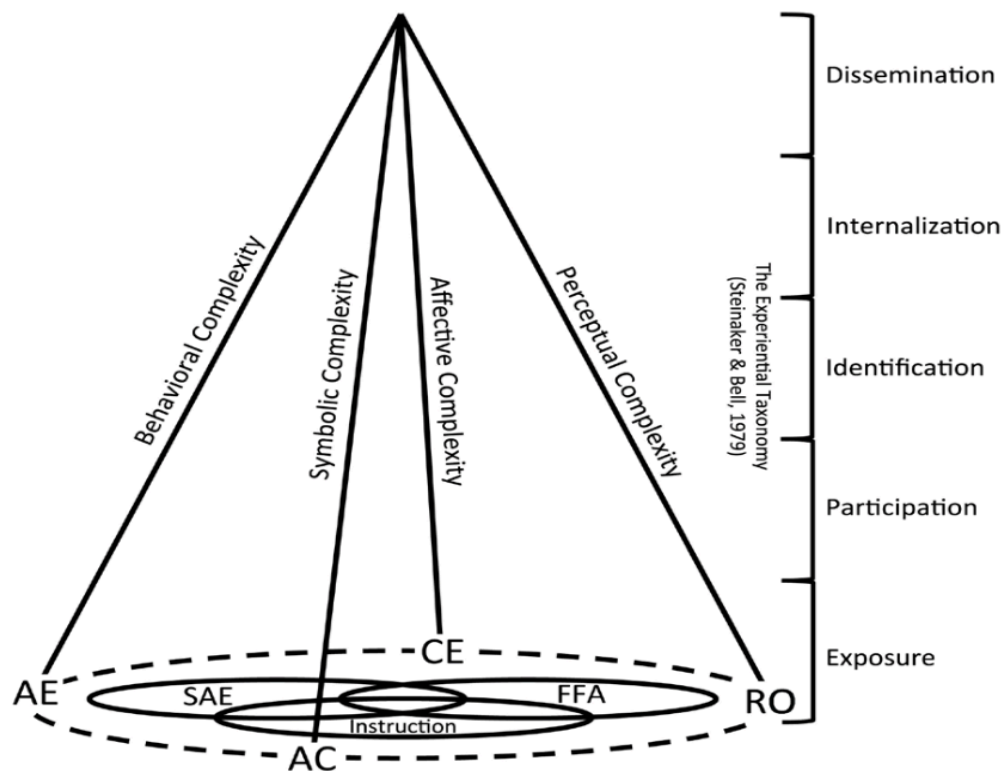 Dissemination
Internalization
Identification
Participation
Exposure
The Experiential Taxonomy
(Steinaker & Bell, 1979)
Behavioral Complexity
Symbolic Complexity
Affective Complexity
Perceptual Complexity
CE
AE
SAE
FFA
RO
Instruction
AC